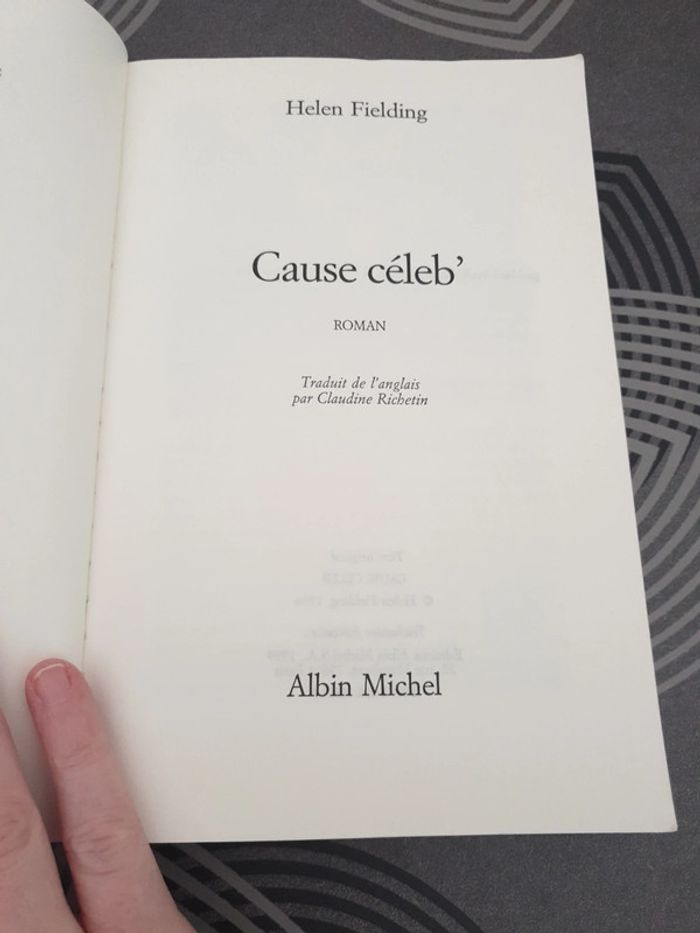 Helen Fielding
Cause céleb’
ROMAN
Traduit de l'anglais
par Claudine Richetin
Albin Michel